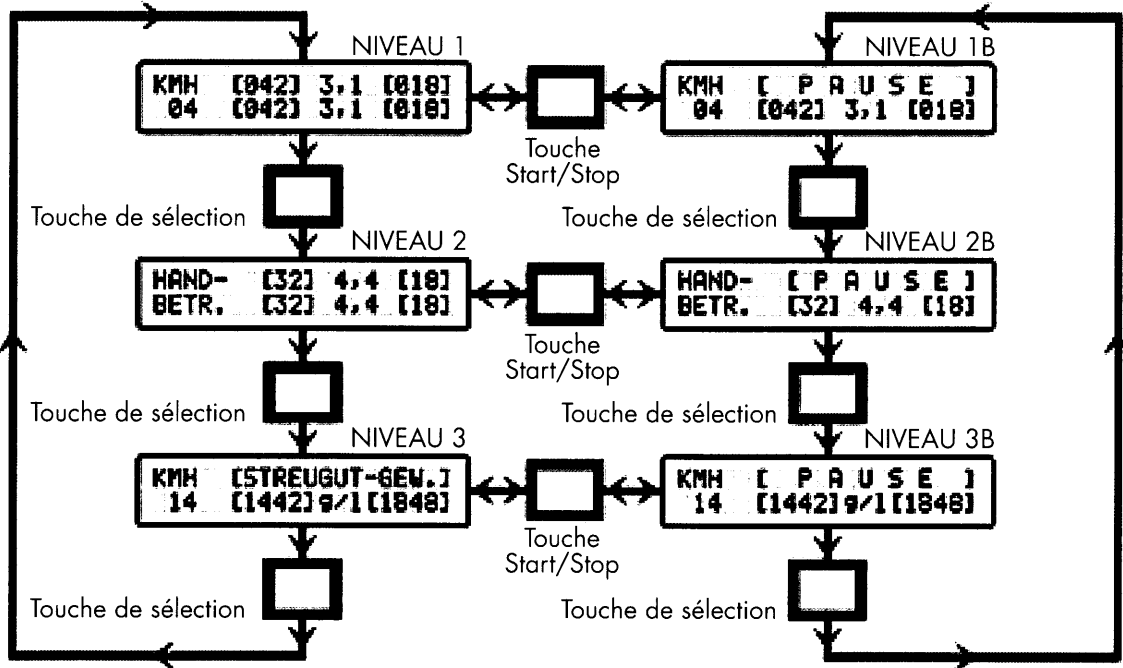 NIVEAU 1
KMH [042] 3,1 [018]
04 [042] 3,1 [018]
Touche
Start/Stop
NIVEAU 1B
KMH [ P A U S E ]
04 [042] 3,1 [018]
Touche de sélection
Touche de sélection
NIVEAU 2
HAND- [32] 4,4 [18]
BETR. [32] 4,4 [18]
Touche
Start/Stop
NIVEAU 2B
HAND- [ P A U S E ]
BETR. [32] 4,4 [18]
Touche de sélection
Touche de sélection
NIVEAU 3
KMH [STREUGUT-GEW.]
14 [1442]g/l[1848]
Touche
Start/Stop
NIVEAU 3B
KMH [ P A U S E ]
14 [1442]g/l[1848]
Touche de sélection
Touche de sélection